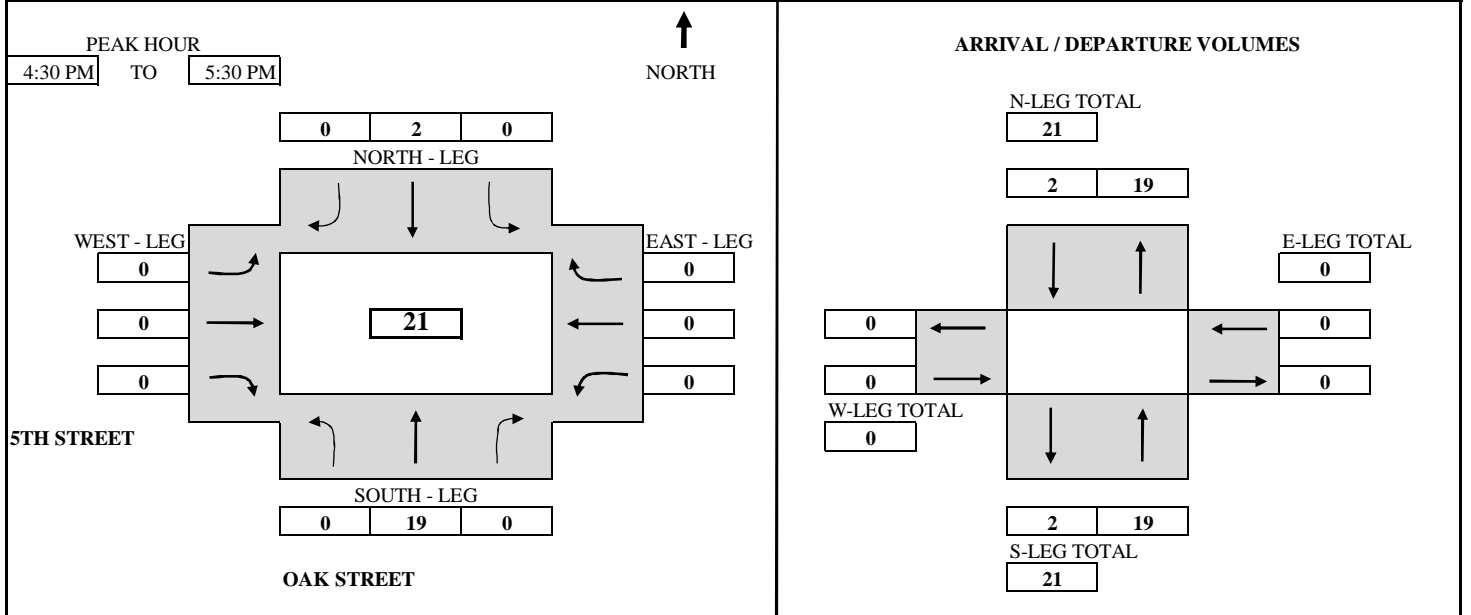 PEAK HOUR
4:30 PM TO 5:30 PM
NORTH
0 2 0
NORTH - LEG
WEST - LEG
EAST - LEG
0 0
0 21 0
0 0
5TH STREET
SOUTH - LEG
0 19 0
OAK STREET
ARRIVAL / DEPARTURE VOLUMES
N-LEG TOTAL
21
2 19
E-LEG TOTAL
0
0 0
0 0
W-LEG TOTAL
0
2 19
S-LEG TOTAL
21